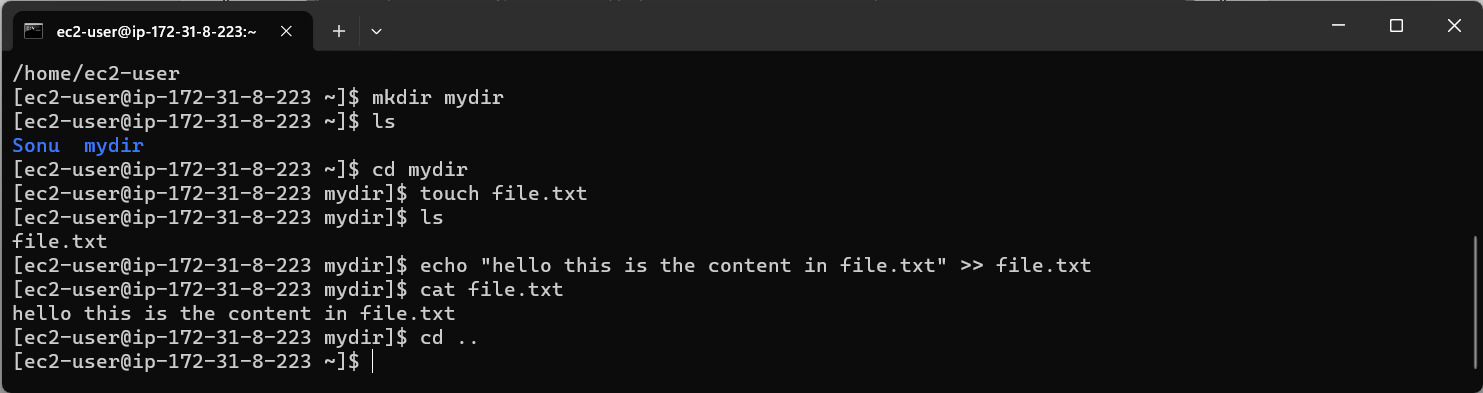 ec2-user@ip-172-31-8-223:~
/home/ec2-user
[ec2-user@ip-172-31-8-223 ~]$ mkdir mydir
[ec2-user@ip-172-31-8-223 ~]$ ls
Sonu  mydir
[ec2-user@ip-172-31-8-223 ~]$ cd mydir
[ec2-user@ip-172-31-8-223 mydir]$ touch file.txt
[ec2-user@ip-172-31-8-223 mydir]$ ls
file.txt
[ec2-user@ip-172-31-8-223 mydir]$ echo "hello this is the content in file.txt" >> file.txt
[ec2-user@ip-172-31-8-223 mydir]$ cat file.txt
hello this is the content in file.txt
[ec2-user@ip-172-31-8-223 mydir]$ cd ..
[ec2-user@ip-172-31-8-223 ~]$